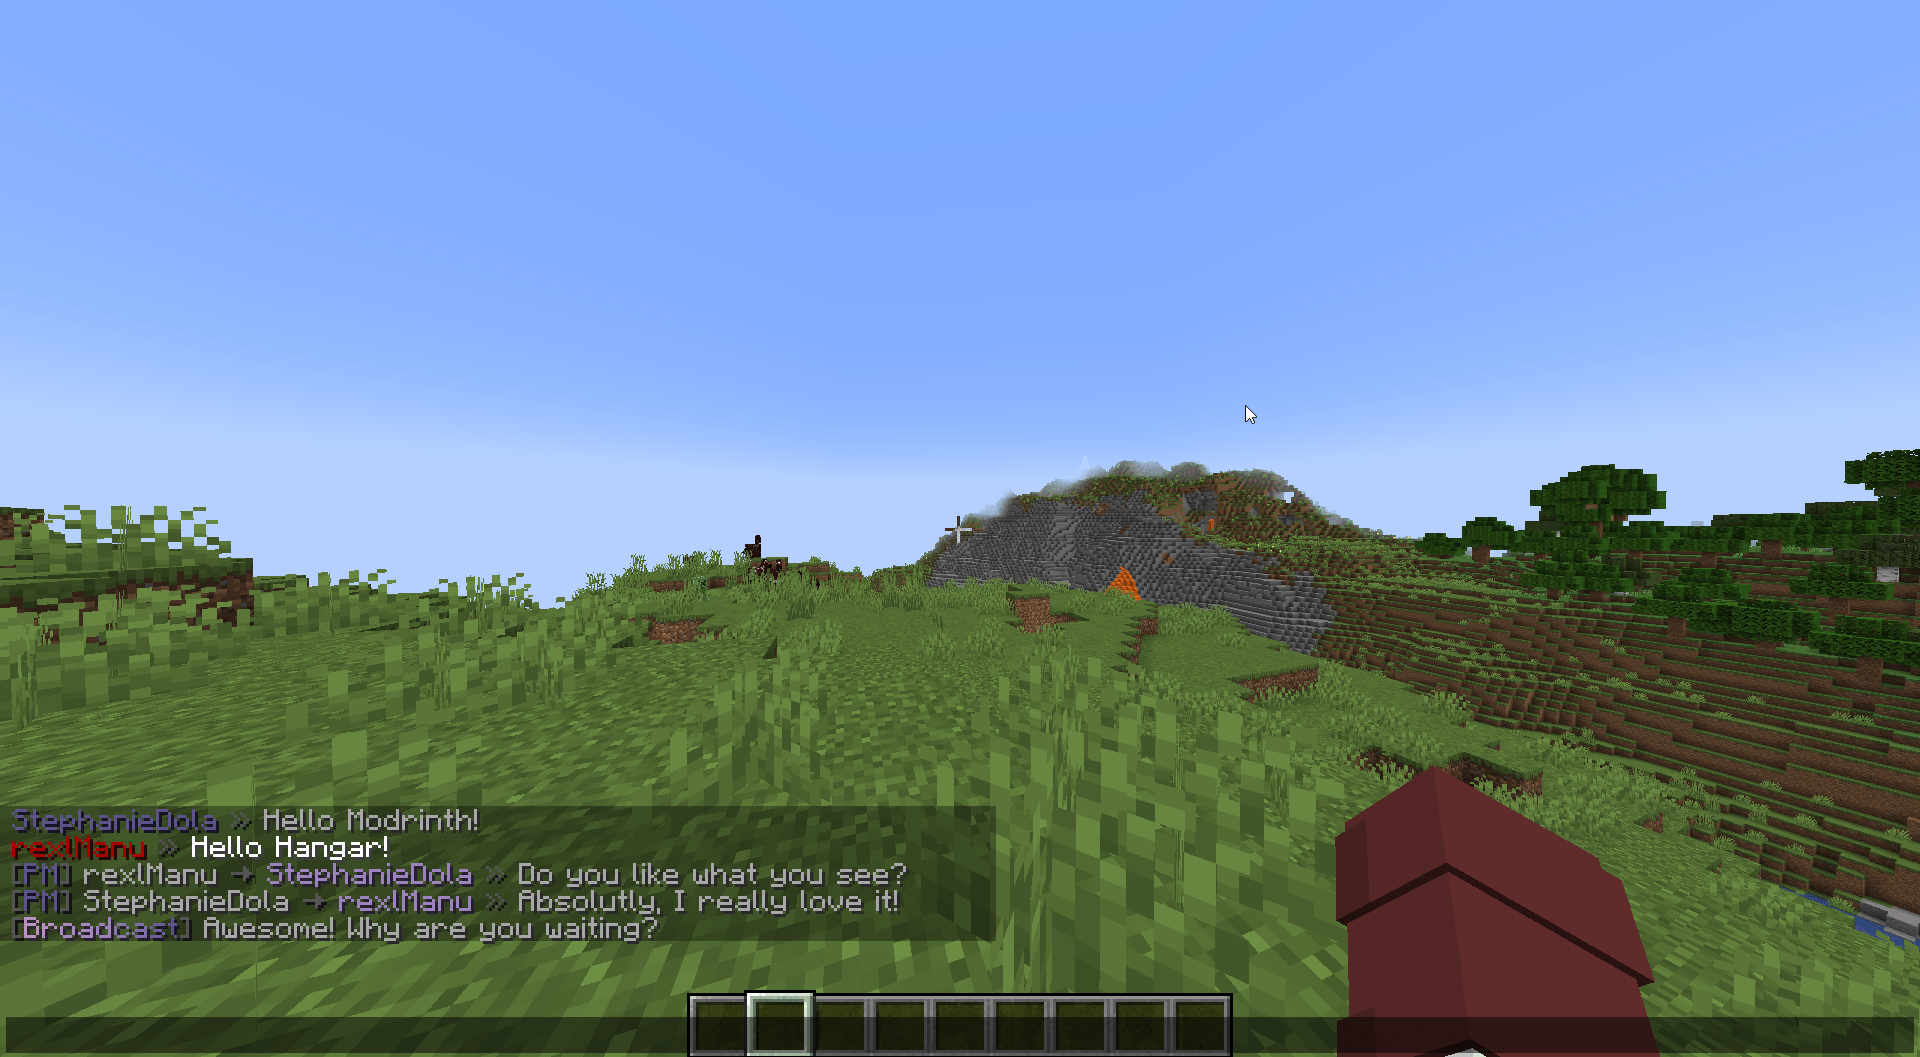 StephanieDola » Hello Modrinth!
rexlManu » Hello Hangar!
[PM] rexlManu → StephanieDola » Do you like what you see?
[PM] StephanieDola → rexlManu » Absolutly, I really love it!
[Broadcast] Awesome! Why are you waiting?